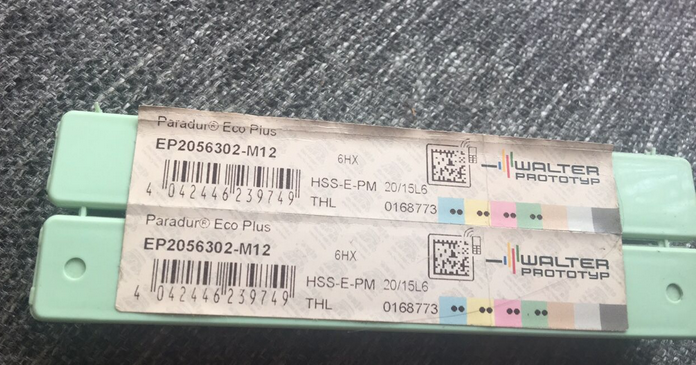 Paradur® Eco Plus
EP2056302-M12
6HX
4 042446 239749
HSS-E-PM 20/15L6
THL
0168773
WALTER
PROTOTYP
Paradur® Eco Plus
EP2056302-M12
6HX
4 042446 239749
HSS-E-PM 20/15L6
THL
0168773
WALTER
PROTOTYP